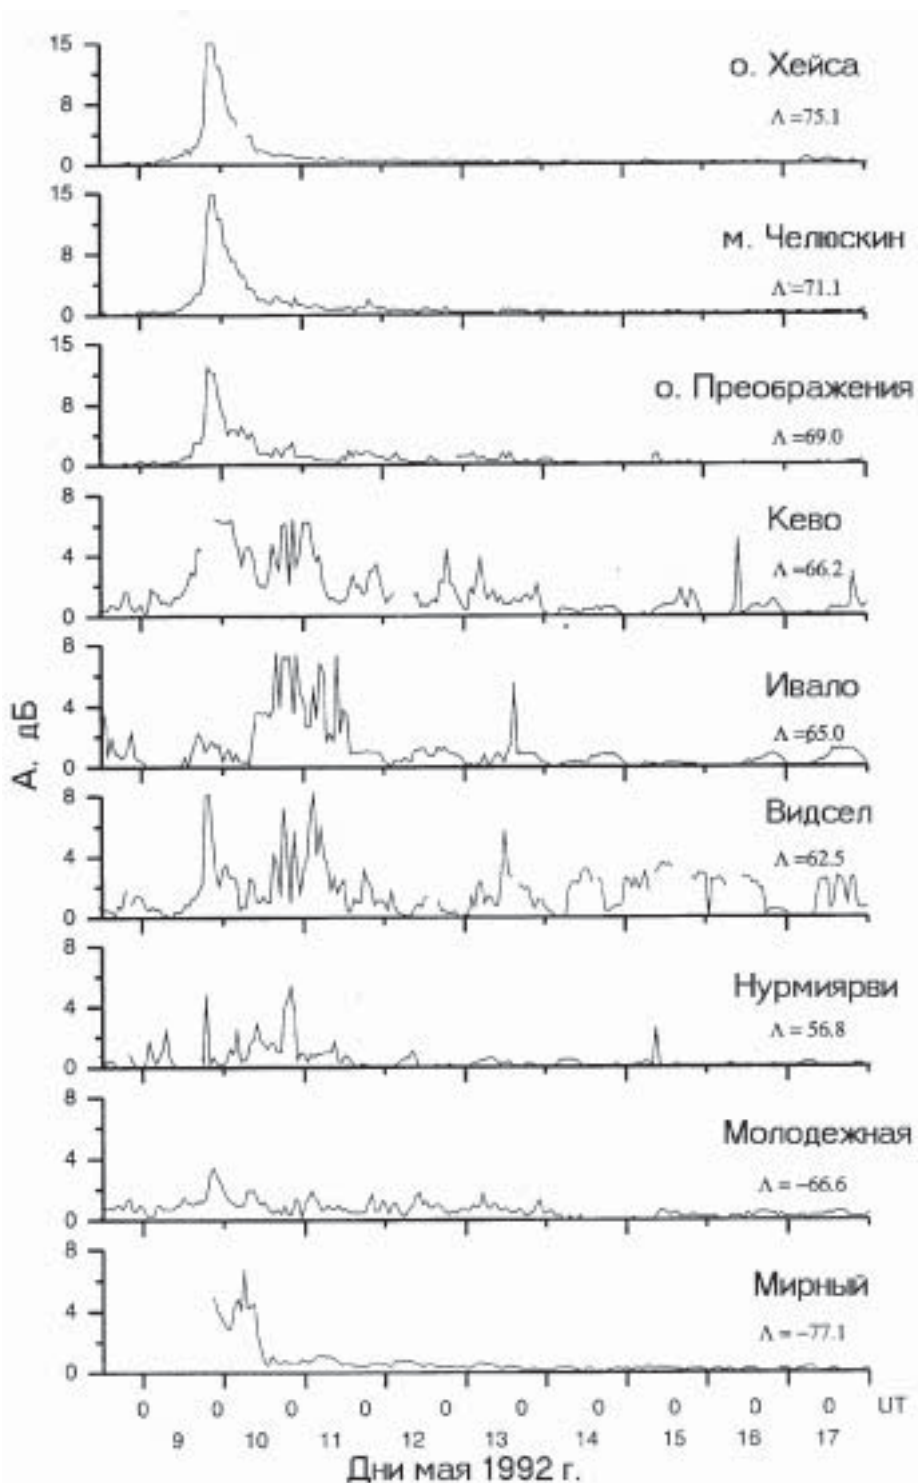 15
8
0
о. Хейса
Λ =75.1
15
8
0
м. Челюскин
Λ =71.1
15
8
0
о. Преображения
Λ =69.0
8
4
0
Кево
Λ =66.2
8
4
0
Ивало
Λ =65.0
А, дБ
8
4
0
Видсел
Λ =62.5
8
4
0
Нурмиярви
Λ = 56.8
8
4
0
Молодежная
Λ = -66.6
8
4
0
Мирный
Λ = -77.1
0 0 0 0 0 0 0 0 0 0 UT
9 10 11 12 13 14 15 16 17
Дни мая 1992 г.